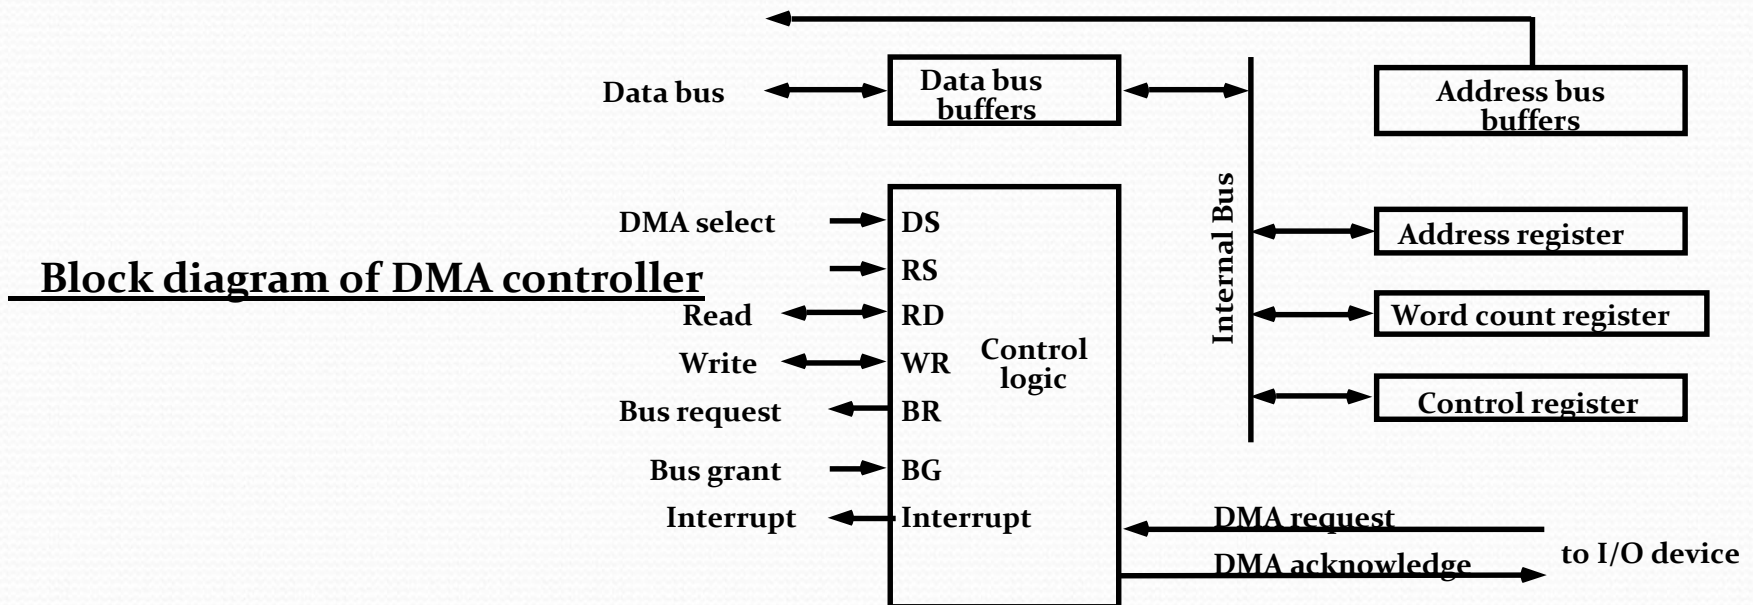 Data bus
Data bus
buffers
Address bus
buffers
Internal Bus
DMA select
DS
Address register
Block diagram of DMA controller
RS
Read
RD
Word count register
Write
WR
Control
logic
Bus request
BR
Control register
Bus grant
BG
Interrupt
Interrupt
DMA request
DMA acknowledge
to I/O device